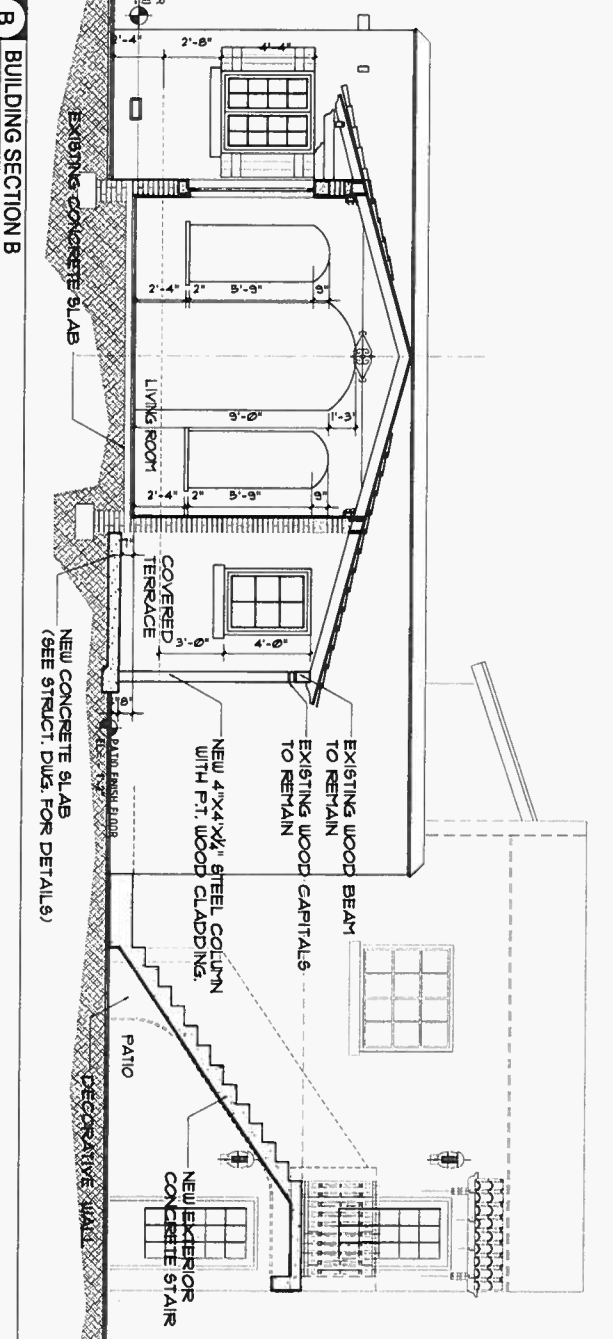 B
BUILDING SECTION B
2'-4"
2'-8"
4'-4"
EXISTING CONCRETE SLAB
2'-4"
2"
5'-9"
9"
LIVING ROOM
9'-0"
1'-3"
2'-4"
2"
5'-9"
9"
COVERED
TERRACE
3'-0"
4'-0"
NEW CONCRETE SLAB
(SEE STRUCT. DWG. FOR DETAILS)
PATIO FINISH FLOOR
NEW 4"X4"X1/4" STEEL COLUMN
WITH P.T. WOOD CLADDING.
EXISTING WOOD CAPITALS
TO REMAIN
EXISTING WOOD BEAM
TO REMAIN
PATIO
DECORATIVE WALL
NEW EXTERIOR
CONCRETE STAIR